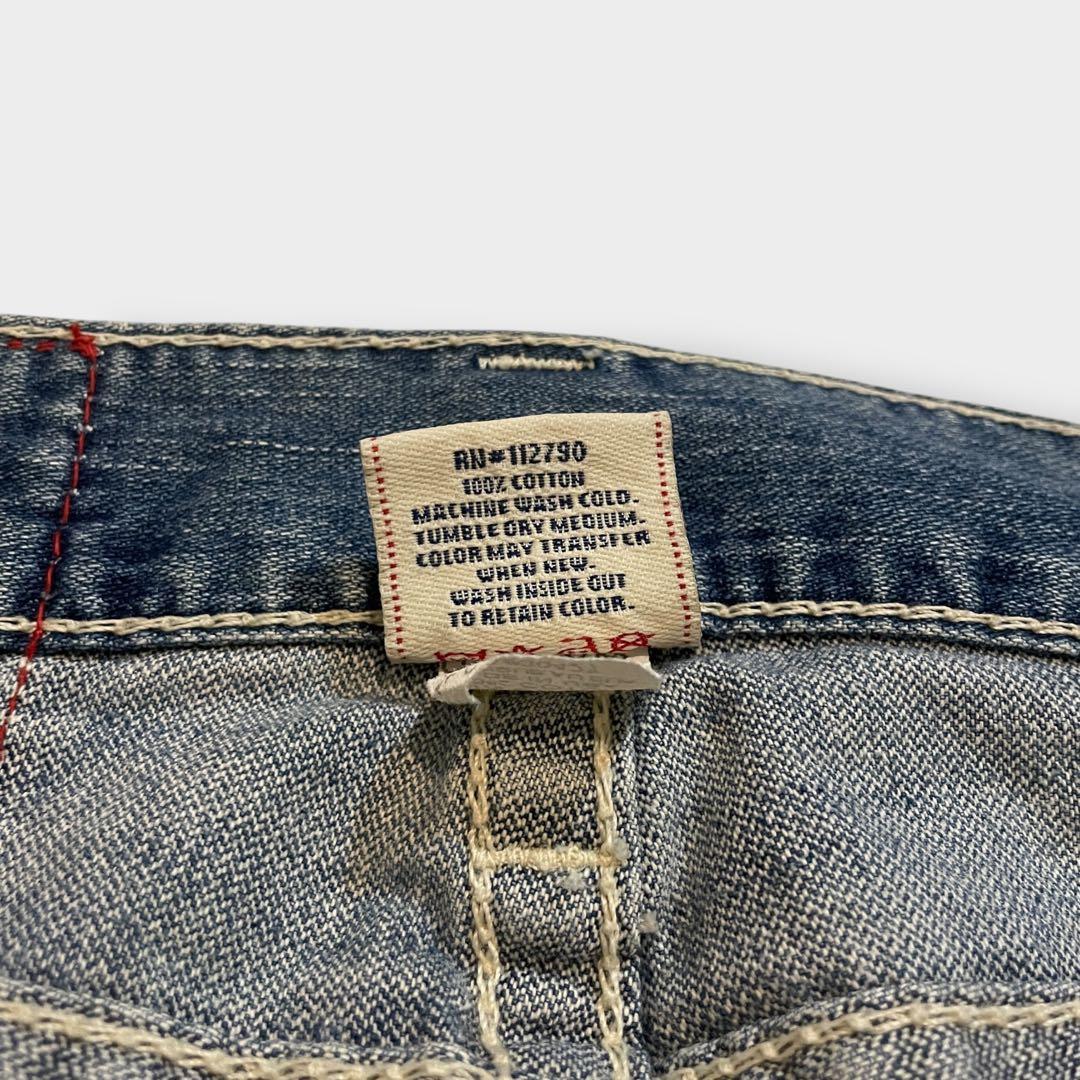 RN#112790
100% COTTON
MACHINE WASH COLD.
TUMBLE DRY MEDIUM.
COLOR MAY TRANSFER
WHEN NEW.
WASH INSIDE OUT
TO RETAIN COLOR.